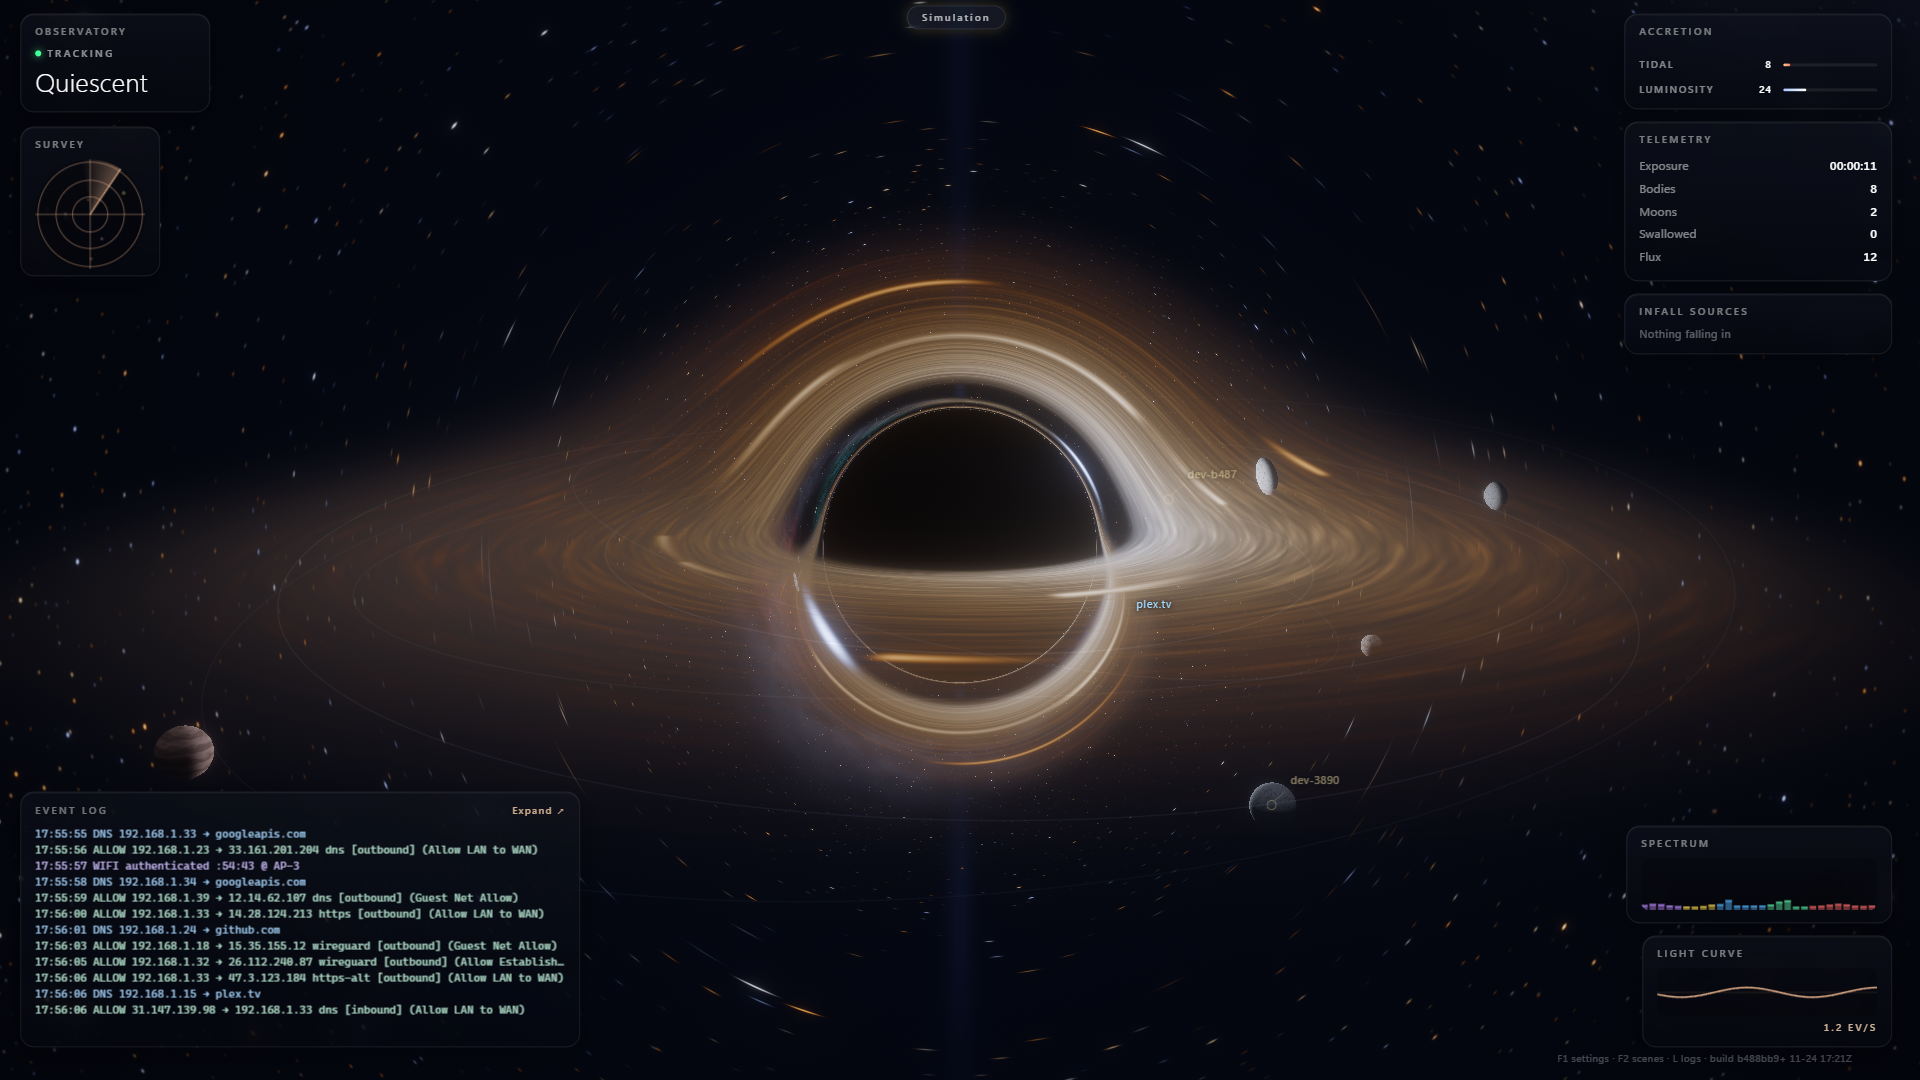 Simulation
OBSERVATORY
TRACKING
Quiescent
SURVEY
ACCRETION
TIDAL 8
LUMINOSITY 24
TELEMETRY
Exposure 00:00:11
Bodies 8
Moons 2
Swallowed 0
Flux 12
INFALL SOURCES
Nothing falling in
dev-b487
plex.tv
dev-3890
EVENT LOG Expand ↗
17:55:55 DNS 192.168.1.33 → googleapis.com
17:55:56 ALLOW 192.168.1.23 → 33.161.201.204 dns [outbound] (Allow LAN to WAN)
17:55:57 WIFI authenticated :54:43 @ AP-3
17:55:58 DNS 192.168.1.34 → googleapis.com
17:55:59 ALLOW 192.168.1.39 → 12.14.62.107 dns [outbound] (Guest Net Allow)
17:56:00 ALLOW 192.168.1.33 → 14.28.124.213 https [outbound] (Allow LAN to WAN)
17:56:01 DNS 192.168.1.24 → github.com
17:56:03 ALLOW 192.168.1.18 → 15.35.155.12 wireguard [outbound] (Guest Net Allow)
17:56:05 ALLOW 192.168.1.32 → 26.112.240.87 wireguard [outbound] (Allow Establish…
17:56:06 ALLOW 192.168.1.33 → 47.3.123.184 https-alt [outbound] (Allow LAN to WAN)
17:56:06 DNS 192.168.1.15 → plex.tv
17:56:06 ALLOW 31.147.139.98 → 192.168.1.33 dns [inbound] (Allow LAN to WAN)
SPECTRUM
LIGHT CURVE
1.2 EV/S
F1 settings · F2 scenes · L logs · build b488bb9+ 11-24 17:21Z